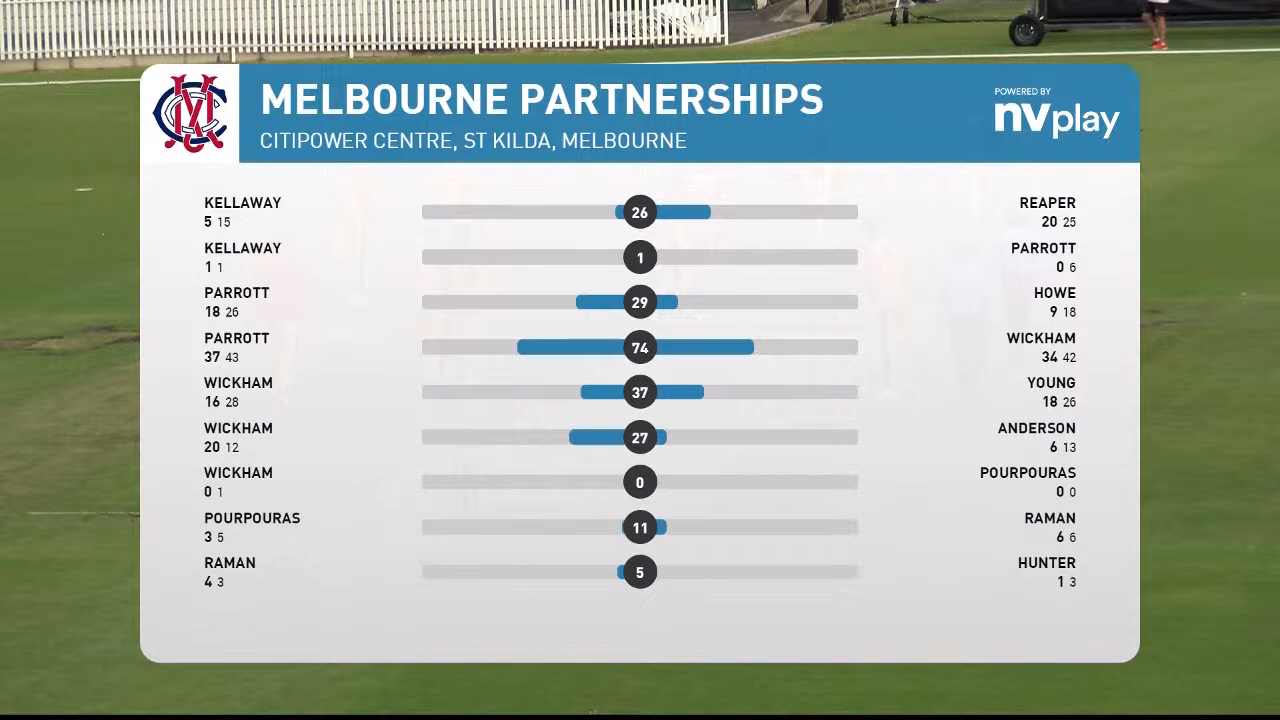 MELBOURNE PARTNERSHIPS
CITIPOWER CENTRE, ST KILDA, MELBOURNE
POWERED BY
nvplay
MCC
KELLAWAY 26 REAPER
5 15 20 25
KELLAWAY 1 PARROTT
1 1 0 6
PARROTT 29 HOWE
18 26 9 18
PARROTT 74 WICKHAM
37 43 34 42
WICKHAM 37 YOUNG
16 28 18 26
WICKHAM 27 ANDERSON
20 12 6 13
WICKHAM 0 POURPOURAS
0 1 0 0
POURPOURAS 11 RAMAN
3 5 6 6
RAMAN 5 HUNTER
4 3 1 3